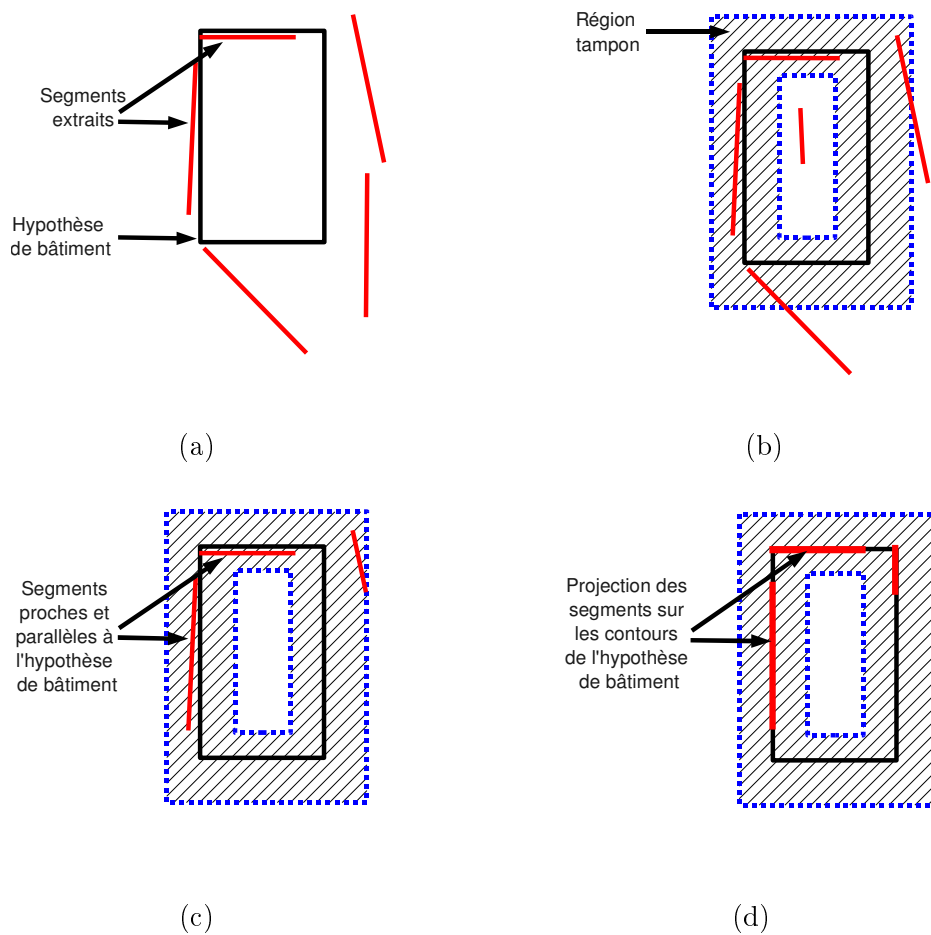 Segments
extraits
Hypothèse
de bâtiment
(a)
Région
tampon
(b)
Segments
proches et
parallèles à
l'hypothèse
de bâtiment
(c)
Projection des
segments sur
les contours
de l'hypothèse
de bâtiment
(d)